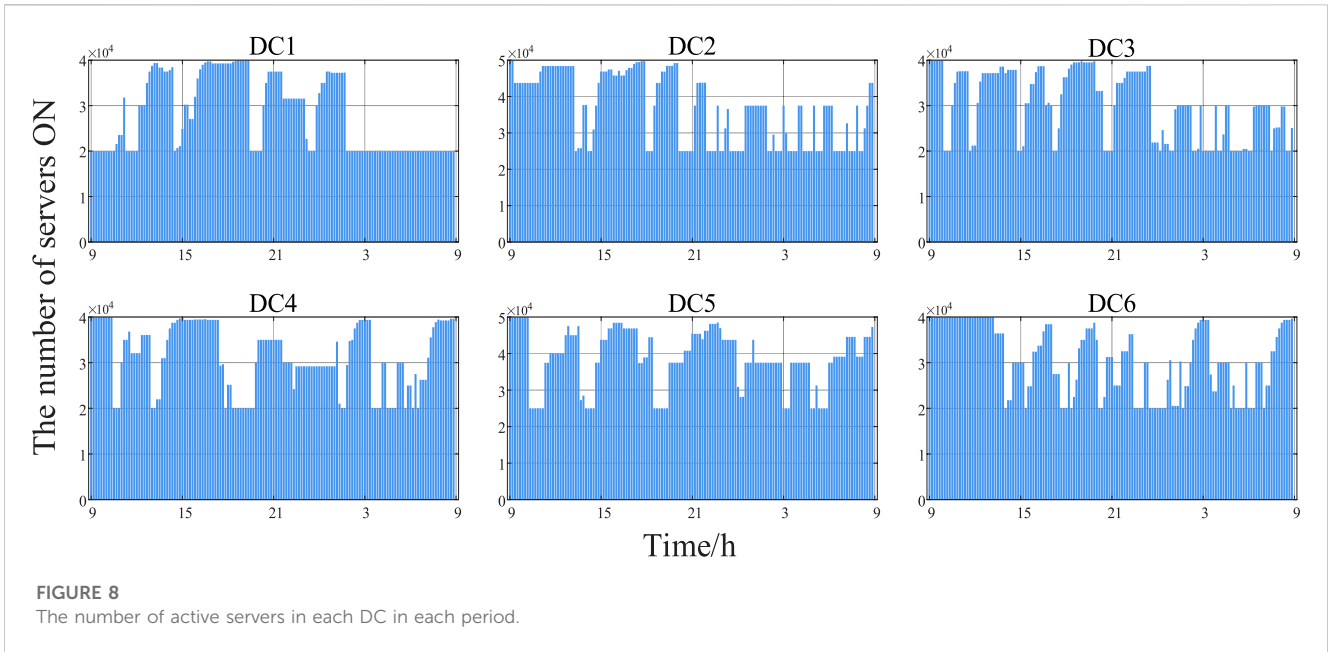 The number of servers ON
DC1
×10⁴
4
3
2
1
0
9 15 21 3 9
DC2
×10⁴
5
4
3
2
1
0
9 15 21 3 9
DC3
×10⁴
4
3
2
1
0
9 15 21 3 9
DC4
×10⁴
4
3
2
1
0
9 15 21 3 9
DC5
×10⁴
5
4
3
2
1
0
9 15 21 3 9
DC6
×10⁴
4
3
2
1
0
9 15 21 3 9
Time/h
FIGURE 8
The number of active servers in each DC in each period.